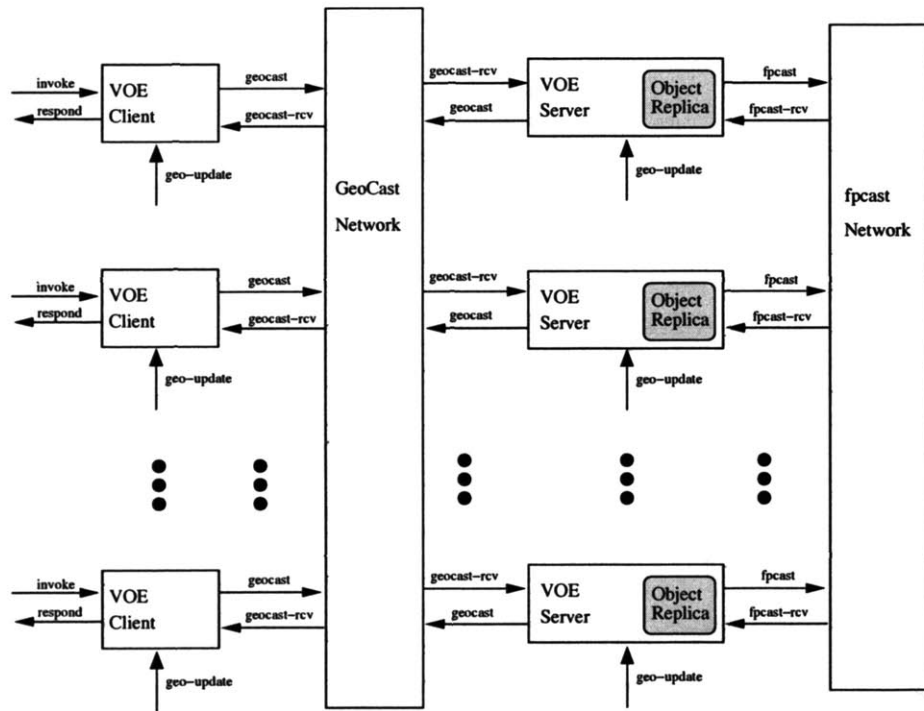 invoke
respond
VOE
Client
geocast
geocast-rcv
geo-update
GeoCast
Network
geocast-rcv
geocast
VOE
Server
Object
Replica
fpcast
fpcast-rcv
geo-update
fpcast
Network
invoke
respond
VOE
Client
geocast
geocast-rcv
geo-update
geocast-rcv
geocast
VOE
Server
Object
Replica
fpcast
fpcast-rcv
geo-update
invoke
respond
VOE
Client
geocast
geocast-rcv
geo-update
geocast-rcv
geocast
VOE
Server
Object
Replica
fpcast
fpcast-rcv
geo-update